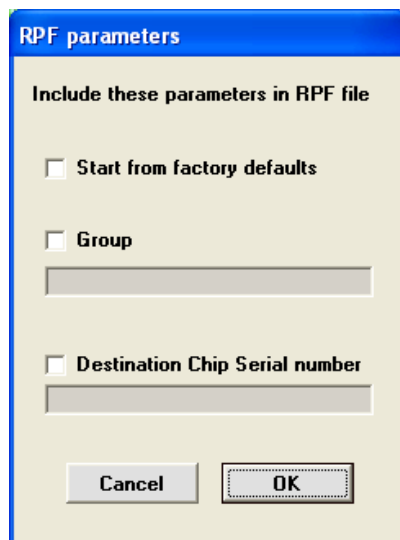 RPF parameters
Include these parameters in RPF file
Start from factory defaults
Group
Destination Chip Serial number
Cancel OK